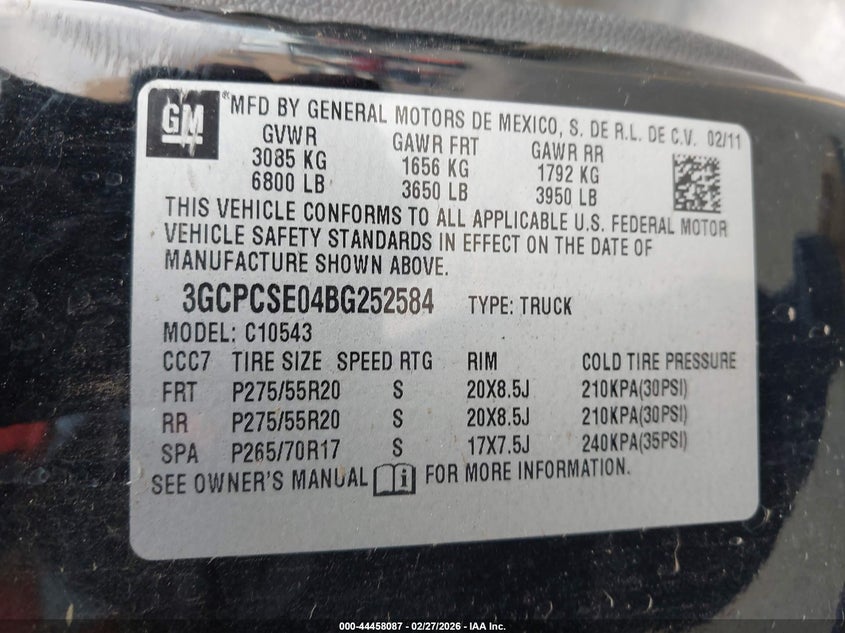 GM
®MFD BY GENERAL MOTORS DE MEXICO, S. DE R.L. DE C.V. 02/11
GVWR GAWR FRT GAWR RR
3085 KG 1656 KG 1792 KG
6800 LB 3650 LB 3950 LB
THIS VEHICLE CONFORMS TO ALL APPLICABLE U.S. FEDERAL MOTOR
VEHICLE SAFETY STANDARDS IN EFFECT ON THE DATE OF
MANUFACTURE SHOWN ABOVE.
3GCPCSE04BG252584 TYPE: TRUCK
MODEL: C10543
CCC7 TIRE SIZE SPEED RTG RIM COLD TIRE PRESSURE
FRT P275/55R20 S 20X8.5J 210KPA(30PSI)
RR P275/55R20 S 20X8.5J 210KPA(30PSI)
SPA P265/70R17 S 17X7.5J 240KPA(35PSI)
SEE OWNER'S MANUAL FOR MORE INFORMATION.
000-44458087 - 02/27/2026 - IAA Inc.